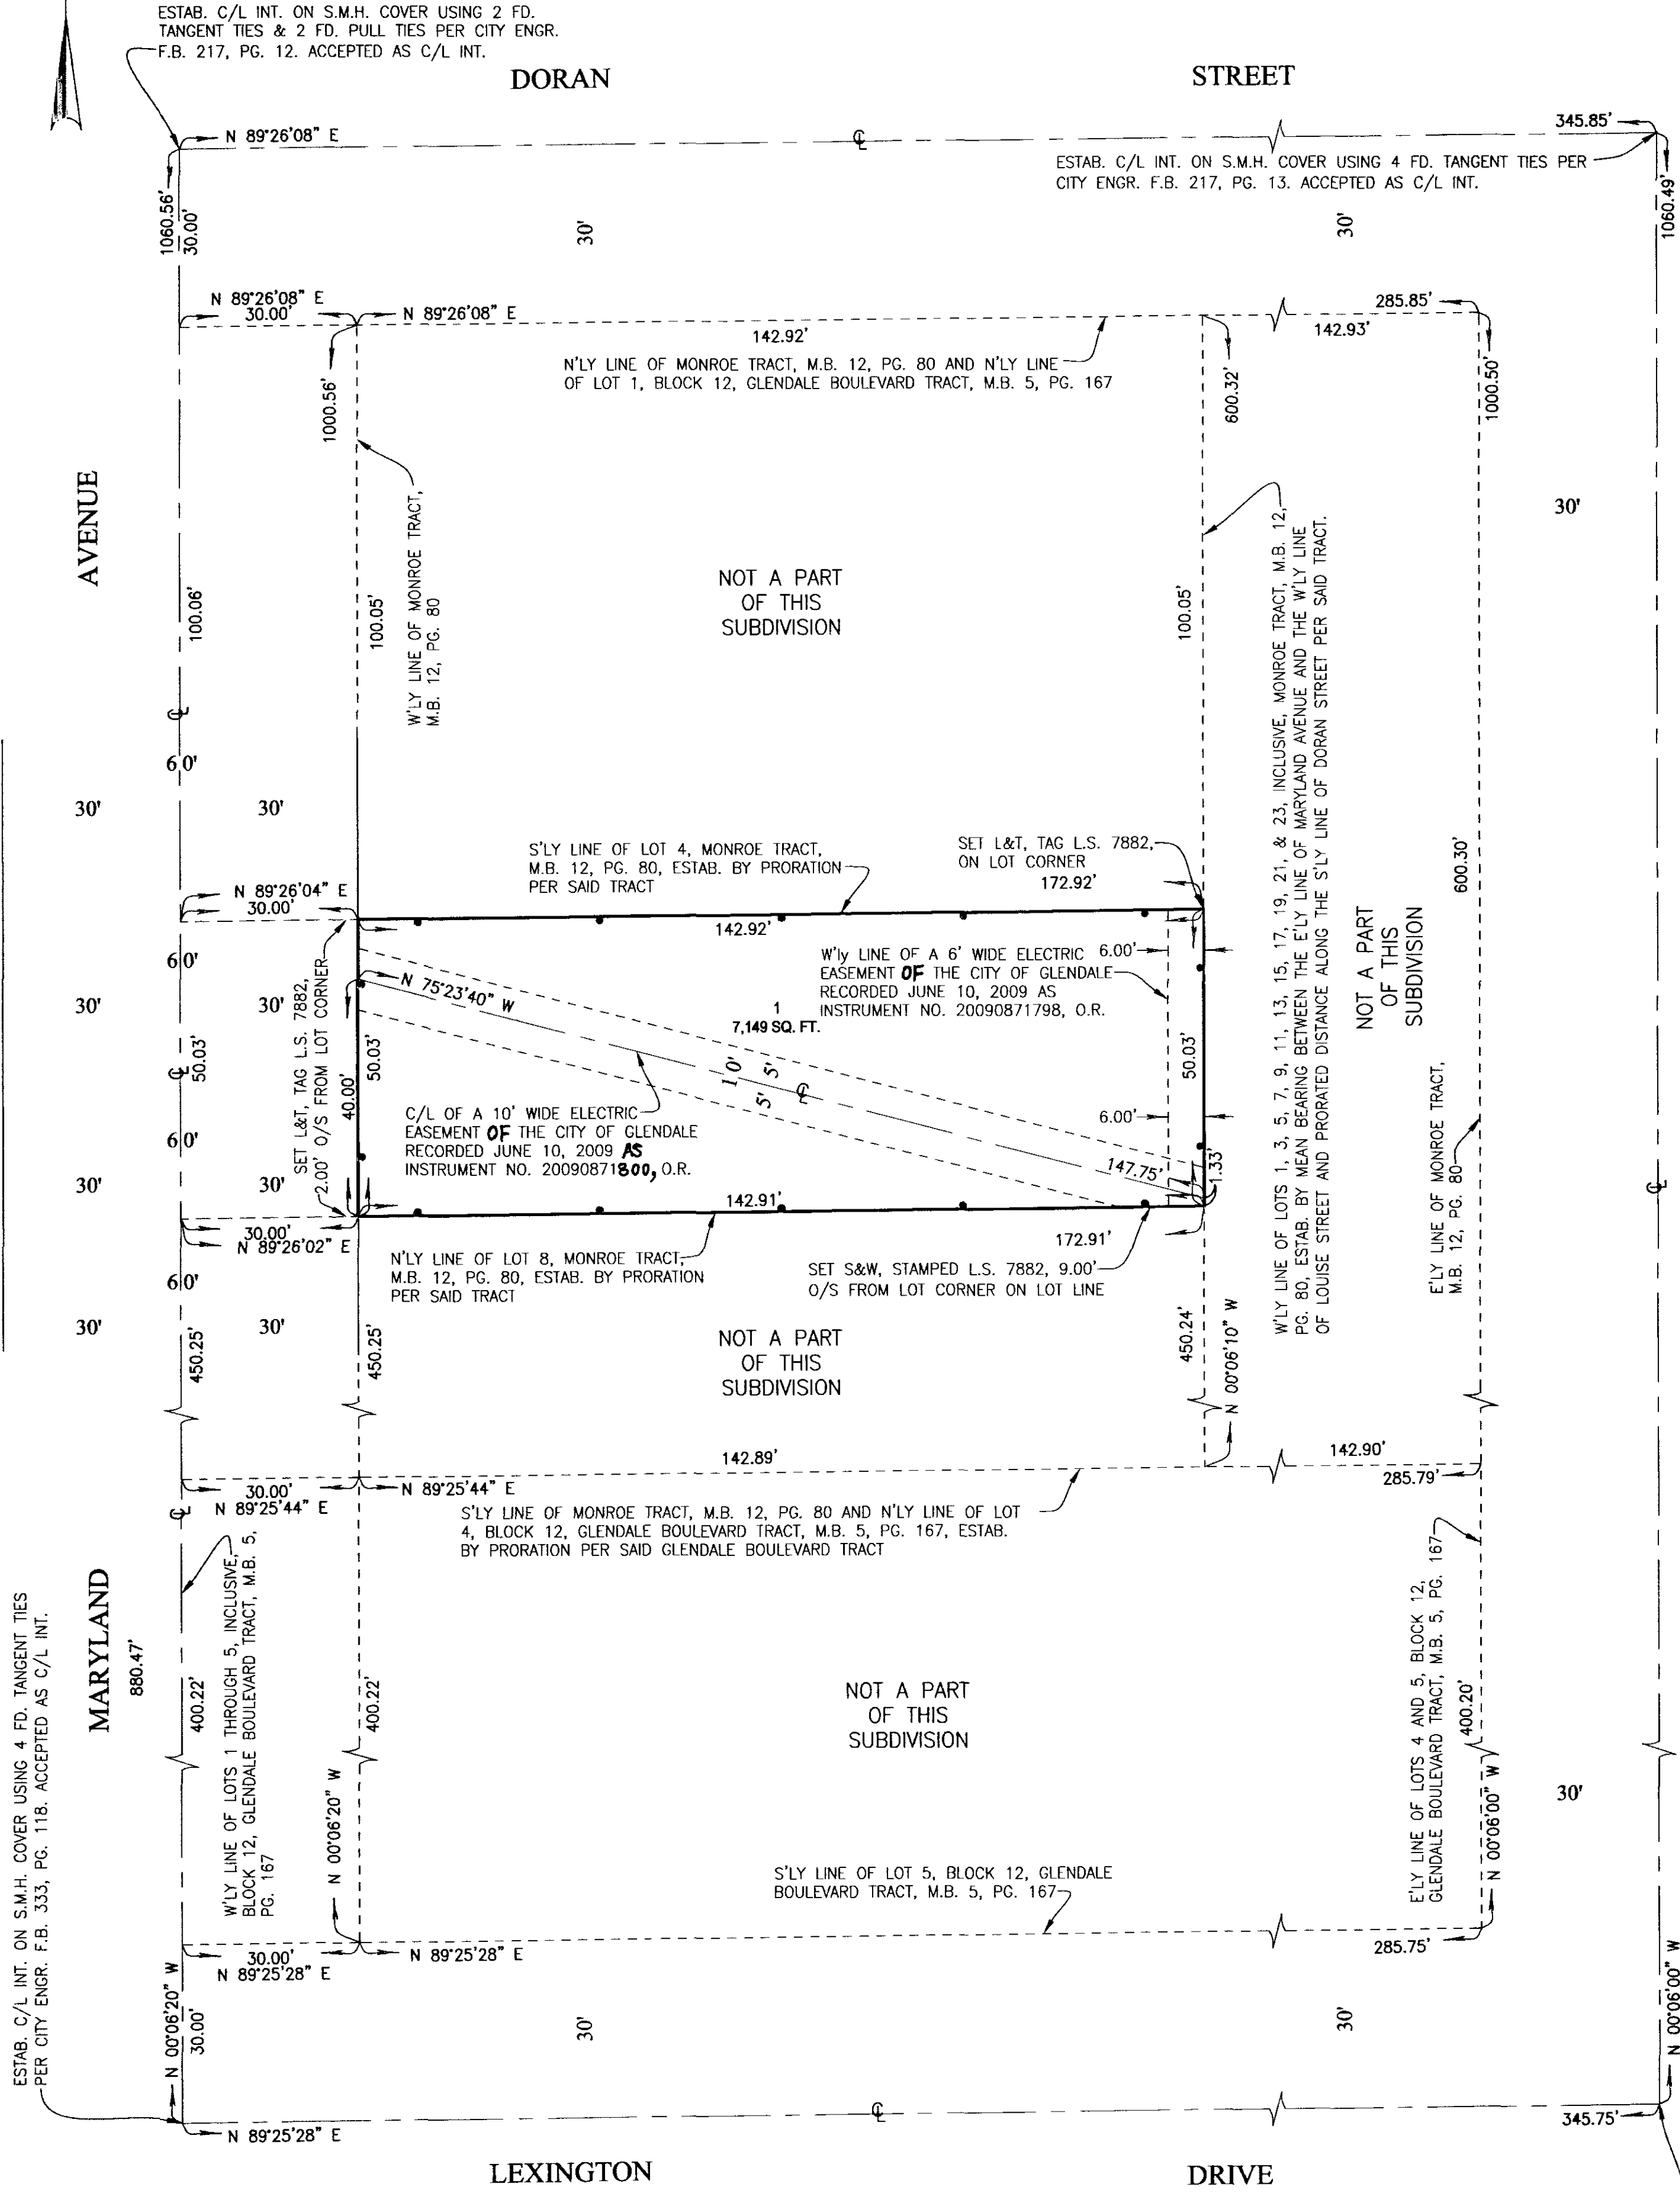 ESTAB. C/L INT. ON S.M.H. COVER USING 2 FD.
TANGENT TIES & 2 FD. PULL TIES PER CITY ENGR.
F.B. 217, PG. 12. ACCEPTED AS C/L INT.
DORAN
STREET
N 89°26'08" E
℄
345.85'
ESTAB. C/L INT. ON S.M.H. COVER USING 4 FD. TANGENT TIES PER
CITY ENGR. F.B. 217, PG. 13. ACCEPTED AS C/L INT.
1060.56'
30.00'
30'
30'
1060.49'
N 89°26'08" E
30.00'
N 89°26'08" E
142.92'
285.85'
142.93'
1000.56'
N'LY LINE OF MONROE TRACT, M.B. 12, PG. 80 AND N'LY LINE
OF LOT 1, BLOCK 12, GLENDALE BOULEVARD TRACT, M.B. 5, PG. 167
600.32'
1000.50'
AVENUE
100.06'
100.05'
W'LY LINE OF MONROE TRACT,
M.B. 12, PG. 80
NOT A PART
OF THIS
SUBDIVISION
100.05'
30'
W'LY LINE OF LOTS 1, 3, 5, 7, 9, 11, 13, 15, 17, 19, 21, & 23, INCLUSIVE, MONROE TRACT, M.B. 12,
PG. 80, ESTAB. BY MEAN BEARING BETWEEN THE E'LY LINE OF MARYLAND AVENUE AND THE W'LY LINE
OF LOUISE STREET AND PRORATED DISTANCE ALONG THE S'LY LINE OF DORAN STREET PER SAID TRACT.
℄
60'
30'
30'
S'LY LINE OF LOT 4, MONROE TRACT,
M.B. 12, PG. 80, ESTAB. BY PRORATION
PER SAID TRACT
SET L&T, TAG L.S. 7882,
ON LOT CORNER
172.92'
600.30'
N 89°26'04" E
30.00'
142.92'
60'
30'
30'
SET L&T, TAG L.S. 7882,
2.00' O/S FROM LOT CORNER
N 75°23'40" W
W'ly LINE OF A 6' WIDE ELECTRIC
EASEMENT OF THE CITY OF GLENDALE
RECORDED JUNE 10, 2009 AS
INSTRUMENT NO. 20090871798, O.R.
6.00'
1
7,149 SQ. FT.
NOT A PART
OF THIS
SUBDIVISION
℄
50.03'
40.00'
50.03'
10'
5'
5'
℄
50.03'
6.00'
C/L OF A 10' WIDE ELECTRIC
EASEMENT OF THE CITY OF GLENDALE
RECORDED JUNE 10, 2009 AS
INSTRUMENT NO. 20090871800, O.R.
147.75'
1.33'
60'
30'
30'
142.91'
℄
E'LY LINE OF MONROE TRACT,
M.B. 12, PG. 80
30.00'
N 89°26'02" E
172.91'
N'LY LINE OF LOT 8, MONROE TRACT,
M.B. 12, PG. 80, ESTAB. BY PRORATION
PER SAID TRACT
SET S&W, STAMPED L.S. 7882, 9.00'
O/S FROM LOT CORNER ON LOT LINE
60'
30'
30'
450.25'
450.25'
NOT A PART
OF THIS
SUBDIVISION
450.24'
N 00°06'10" W
142.89'
142.90'
285.79'
30.00'
N 89°25'44" E
N 89°25'44" E
℄
S'LY LINE OF MONROE TRACT, M.B. 12, PG. 80 AND N'LY LINE OF LOT
4, BLOCK 12, GLENDALE BOULEVARD TRACT, M.B. 5, PG. 167, ESTAB.
BY PRORATION PER SAID GLENDALE BOULEVARD TRACT
ESTAB. C/L INT. ON S.M.H. COVER USING 4 FD. TANGENT TIES
PER CITY ENGR. F.B. 333, PG. 118. ACCEPTED AS C/L INT.
MARYLAND
880.47'
400.22'
W'LY LINE OF LOTS 1 THROUGH 5, INCLUSIVE,
BLOCK 12, GLENDALE BOULEVARD TRACT, M.B. 5,
PG. 167
400.22'
N 00°06'20" W
NOT A PART
OF THIS
SUBDIVISION
E'LY LINE OF LOTS 4 AND 5, BLOCK 12,
GLENDALE BOULEVARD TRACT, M.B. 5, PG. 167
400.20'
N 00°06'00" W
30'
S'LY LINE OF LOT 5, BLOCK 12, GLENDALE
BOULEVARD TRACT, M.B. 5, PG. 167
30.00'
N 89°25'28" E
N 89°25'28" E
285.75'
N 00°06'20" W
30.00'
30'
30'
N 00°06'00" W
℄
N 89°25'28" E
345.75'
LEXINGTON
DRIVE